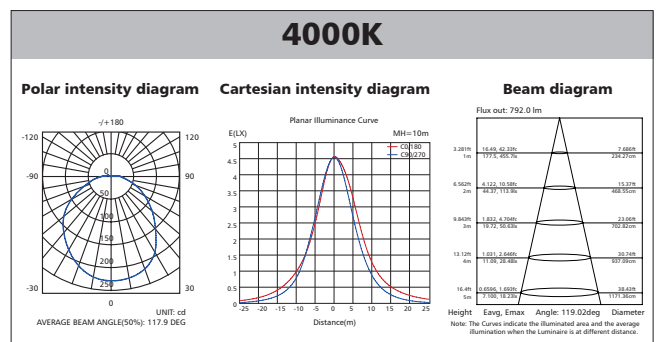 4000K
Polar intensity diagram
-/+180
-120
120
-90
90
0
50
100
150
200
250
-30
30
0
UNIT: cd
AVERAGE BEAM ANGLE(50%): 117.9 DEG
Cartesian intensity diagram
Planar Illuminance Curve
E(LX)
MH=10m
C0/180
C90/270
5
4.5
4
3.5
3
2.5
2
1.5
1
0.5
0
-25 -20 -15 -10 -5 0 5 10 15 20 25
Distance(m)
Beam diagram
Flux out: 792.0 lm
3.281ft 16.49, 42.33fc 7.686ft
1m 177.5, 455.7lx 234.27cm
6.562ft 4.122, 10.58fc 15.37ft
2m 44.37, 113.9lx 468.55cm
9.843ft 1.832, 4.704fc 23.06ft
3m 19.72, 50.63lx 702.82cm
13.12ft 1.031, 2.646fc 30.74ft
4m 11.09, 28.48lx 937.09cm
16.4ft 0.6596, 1.693fc 38.43ft
5m 7.100, 18.23lx 1171.36cm
Height Eavg, Emax Angle: 119.02deg Diameter
Note: The Curves indicate the illuminated area and the average
illumination when the Luminaire is at different distance.